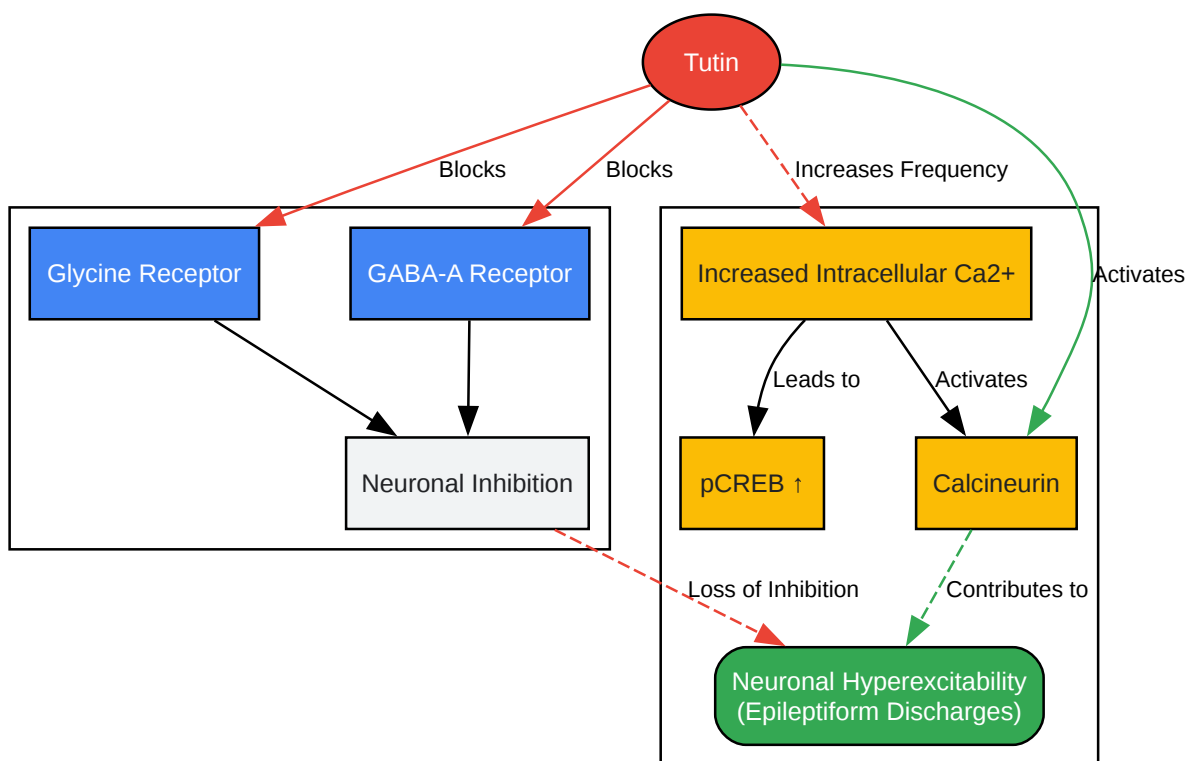 Tutin
Blocks
Blocks
Increases Frequency
Glycine Receptor
GABA-A Receptor
Increased Intracellular Ca2+
Activates
Leads to
Activates
Neuronal Inhibition
pCREB ↑
Calcineurin
Loss of Inhibition
Contributes to
Neuronal Hyperexcitability
(Epileptiform Discharges)